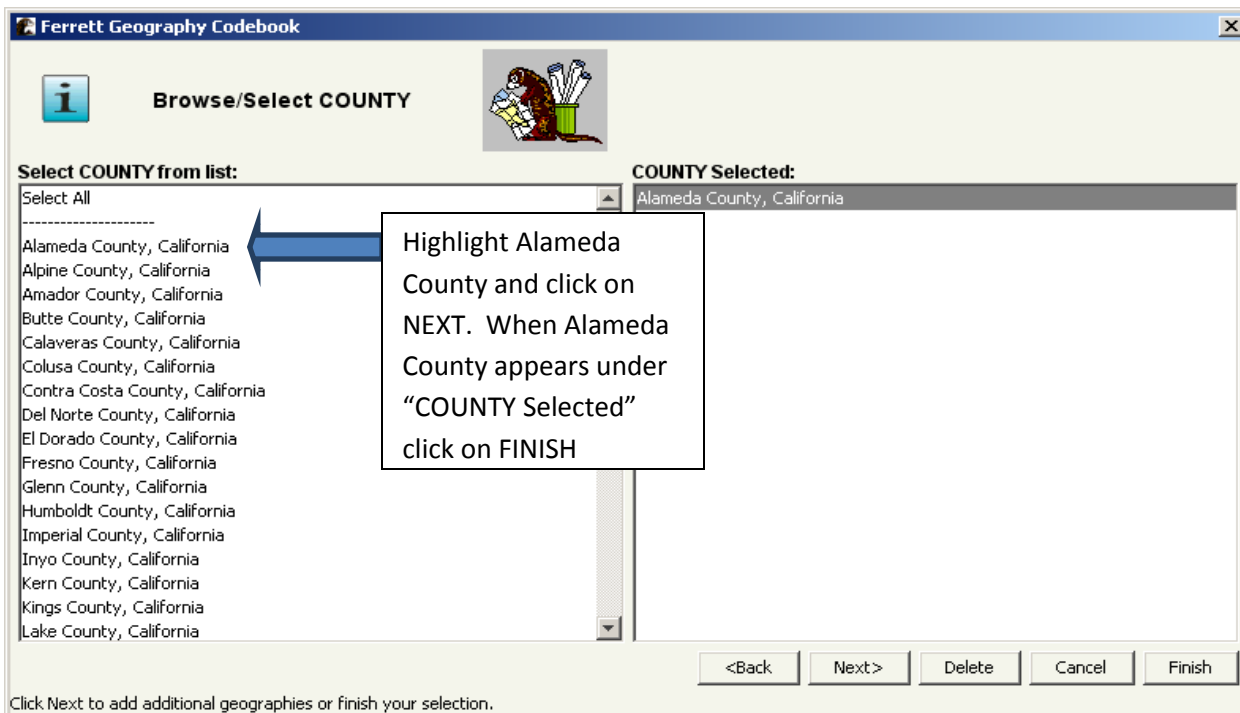 Ferrett Geography Codebook
i
Browse/Select COUNTY
Select COUNTY from list:
Select All
---------------------
Alameda County, California
Alpine County, California
Amador County, California
Butte County, California
Calaveras County, California
Colusa County, California
Contra Costa County, California
Del Norte County, California
El Dorado County, California
Fresno County, California
Glenn County, California
Humboldt County, California
Imperial County, California
Inyo County, California
Kern County, California
Kings County, California
Lake County, California
COUNTY Selected:
Alameda County, California
Highlight Alameda
County and click on
NEXT.  When Alameda
County appears under
“COUNTY Selected”
click on FINISH
<Back
Next>
Delete
Cancel
Finish
Click Next to add additional geographies or finish your selection.